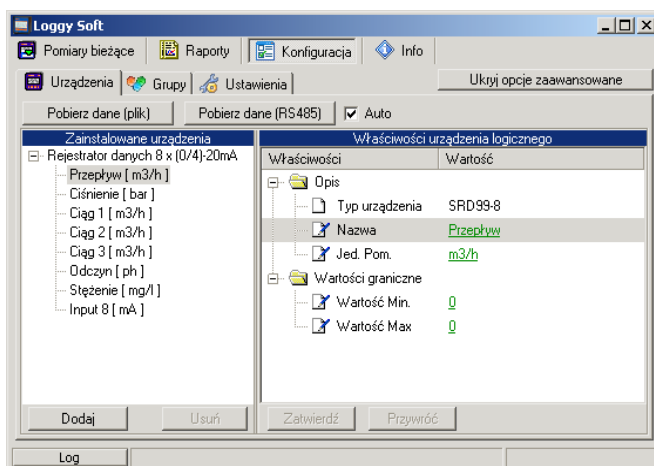 Loggy Soft
Pomiary bieżące Raporty Konfiguracja Info
Urządzenia Grupy Ustawienia Ukryj opcje zaawansowane
Pobierz dane (plik) Pobierz dane (RS485) Auto
Zainstalowane urządzenia
Rejestrator danych 8 x (0/4)-20mA
Przepływ [ m3/h ]
Ciśnienie [ bar ]
Ciąg 1 [ m3/h ]
Ciąg 2 [ m3/h ]
Ciąg 3 [ m3/h ]
Odczyn [ ph ]
Stężenie [ mg/l ]
Input 8 [ mA ]
Dodaj Usuń
Właściwości urządzenia logicznego
Właściwości Wartość
Opis
Typ urządzenia SRD99-8
Nazwa Przepływ
Jed. Pom. m3/h
Wartości graniczne
Wartość Min. 0
Wartość Max 0
Zatwierdź Przywróć
Log